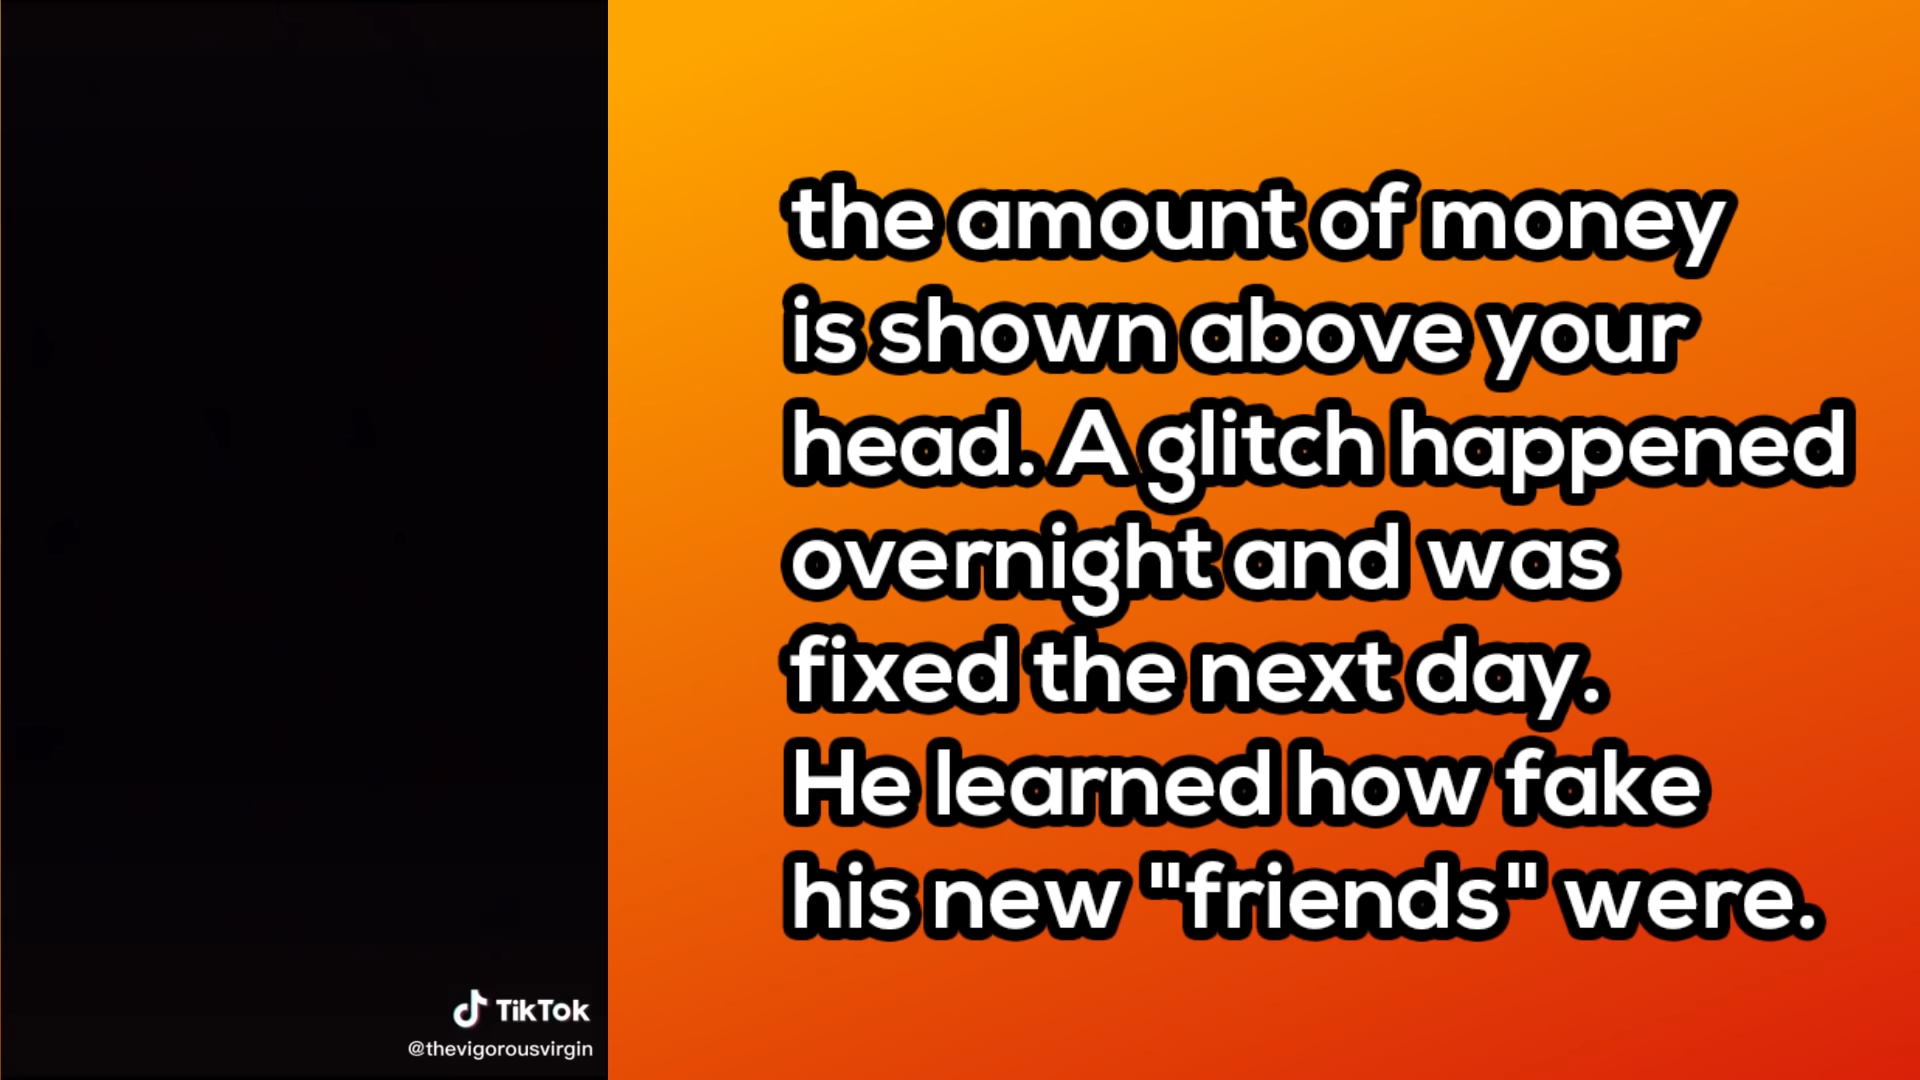 the amount of money
is shown above your
head. A glitch happened
overnight and was
fixed the next day.
He learned how fake
his new "friends" were.
TikTok
@thevigorousvirgin